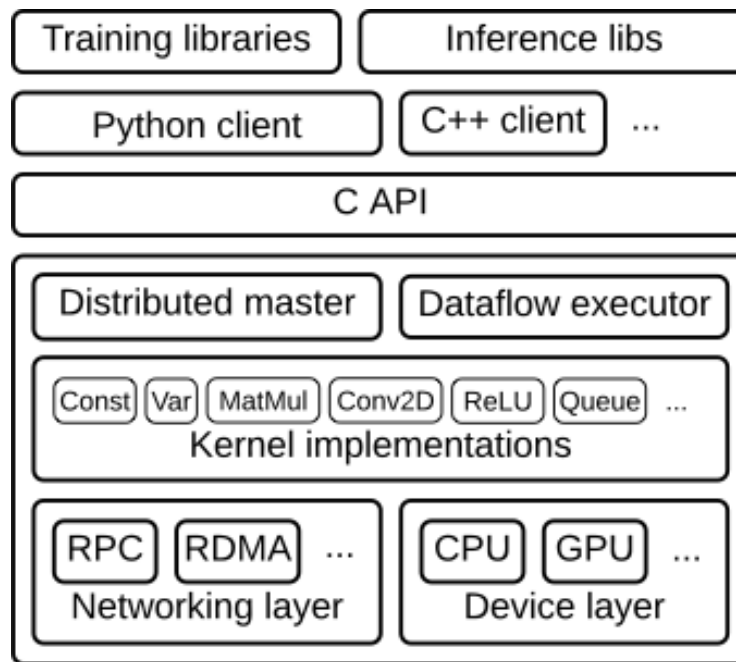 Training libraries Inference libs
Python client C++ client ...
C API
Distributed master Dataflow executor
Const Var MatMul Conv2D ReLU Queue ...
Kernel implementations
RPC RDMA ... CPU GPU ...
Networking layer Device layer